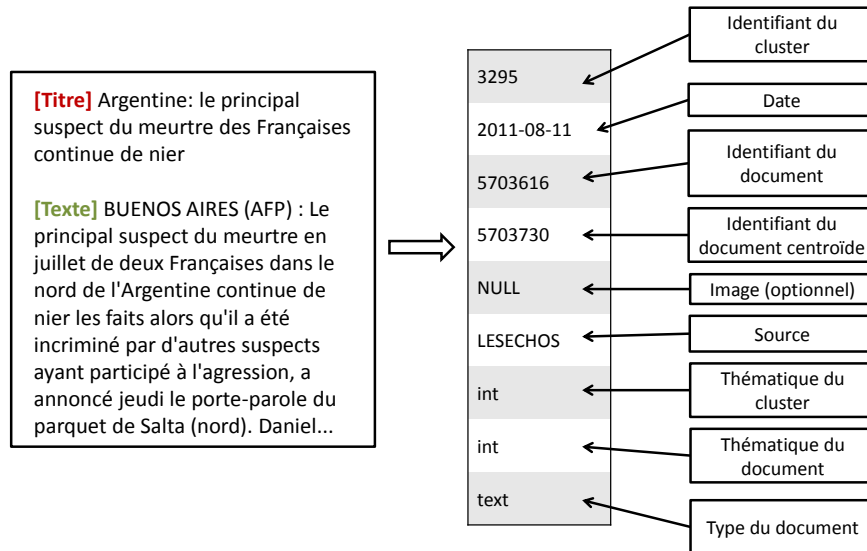 [Titre] Argentine: le principal
suspect du meurtre des Françaises
continue de nier
[Texte] BUENOS AIRES (AFP) : Le
principal suspect du meurtre en
juillet de deux Françaises dans le
nord de l'Argentine continue de
nier les faits alors qu'il a été
incriminé par d'autres suspects
ayant participé à l'agression, a
annoncé jeudi le porte-parole du
parquet de Salta (nord). Daniel...
3295
2011-08-11
5703616
5703730
NULL
LESECHOS
int
int
text
Identifiant du
cluster
Date
Identifiant du
document
Identifiant du
document centroïde
Image (optionnel)
Source
Thématique du
cluster
Thématique du
document
Type du document